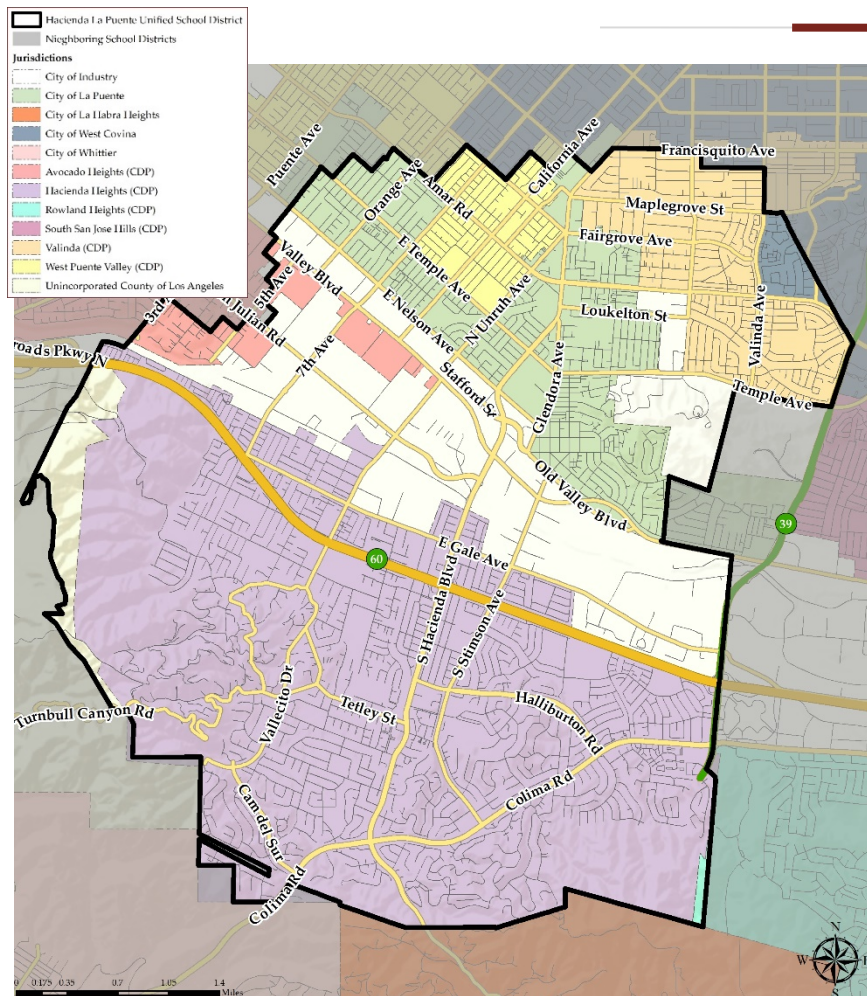 Hacienda La Puente Unified School District
Nieghboring School Districts
Jurisdictions
City of Industry
City of La Puente
City of La Habra Heights
City of West Covina
City of Whittier
Avocado Heights (CDP)
Hacienda Heights (CDP)
Rowland Heights (CDP)
South San Jose Hills (CDP)
Valinda (CDP)
West Puente Valley (CDP)
Unincorporated County of Los Angeles
Puente Ave
Orange Ave
Amar Rd
California Ave
Francisquito Ave
Maplegrove St
Fairgrove Ave
E Temple Ave
Valley Blvd
5th Ave
3rd
n Julian Rd
E Nelson Ave
N Unruh Ave
Loukelton St
Valinda Ave
7th Ave
roads Pkwy N
Stafford St
Glendora Ave
Temple Ave
Old Valley Blvd
39
60
E Gale Ave
S Hacienda Blvd
S Stimson Ave
Turnbull Canyon Rd
Vallecito Dr
Tetley St
Halliburton Rd
Colima Rd
Cam del Sur
Colima Rd
N
W
S
0 0.175 0.35 0.7 1.05 1.4
Miles